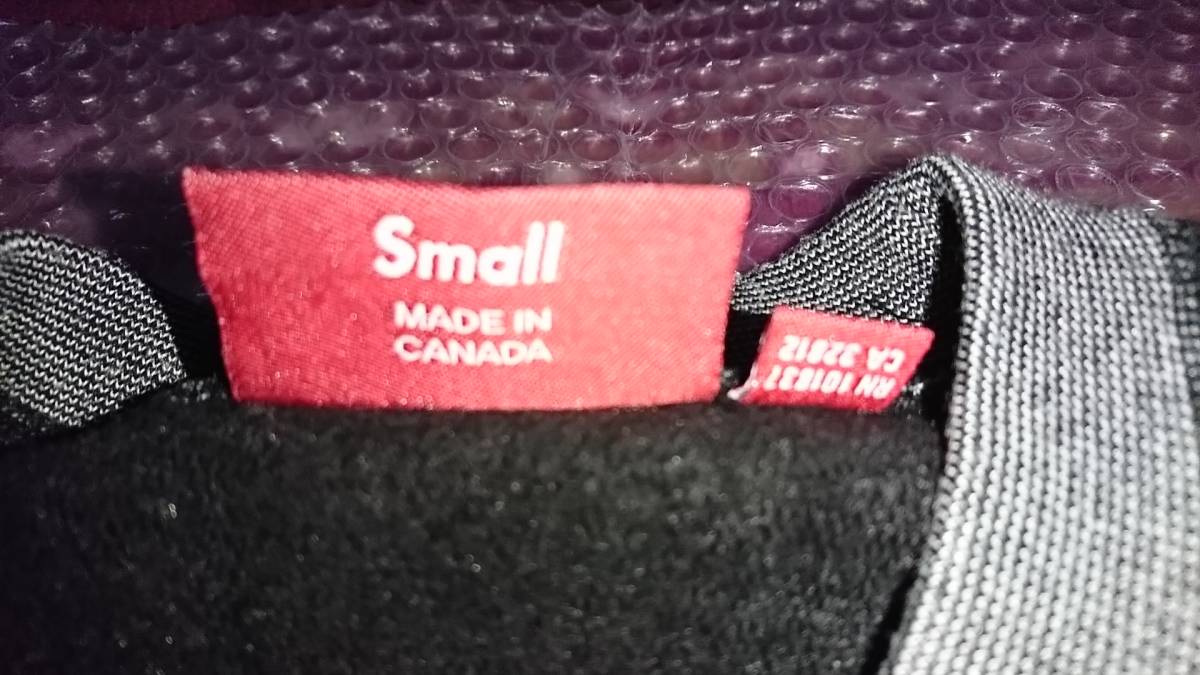 Small
MADE IN
CANADA
RN 101837
CA 32812